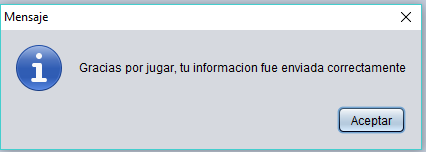 Mensaje
Gracias por jugar, tu informacion fue enviada correctamente
Aceptar